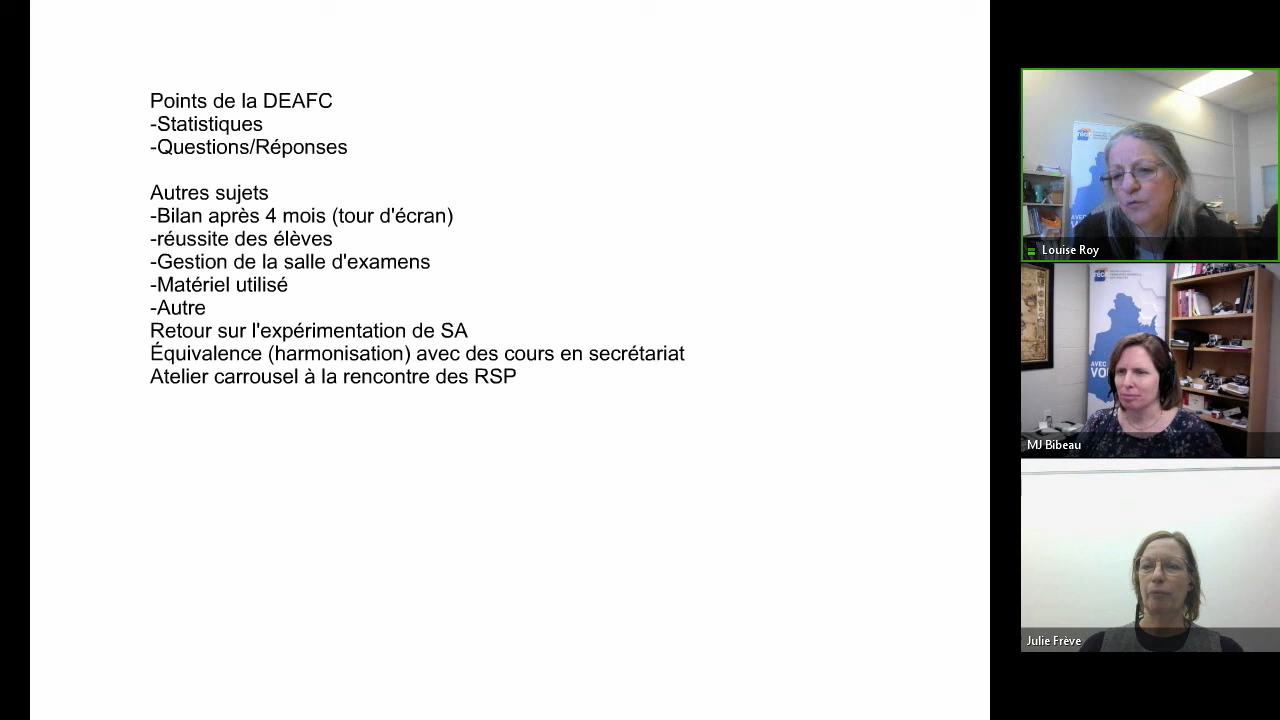 Points de la DEAFC
-Statistiques
-Questions/Réponses
Autres sujets
-Bilan après 4 mois (tour d'écran)
-réussite des élèves
-Gestion de la salle d'examens
-Matériel utilisé
-Autre
Retour sur l'expérimentation de SA
Équivalence (harmonisation) avec des cours en secrétariat
Atelier carrousel à la rencontre des RSP
Louise Roy
AVEC
MJ Bibeau
Julie Frève